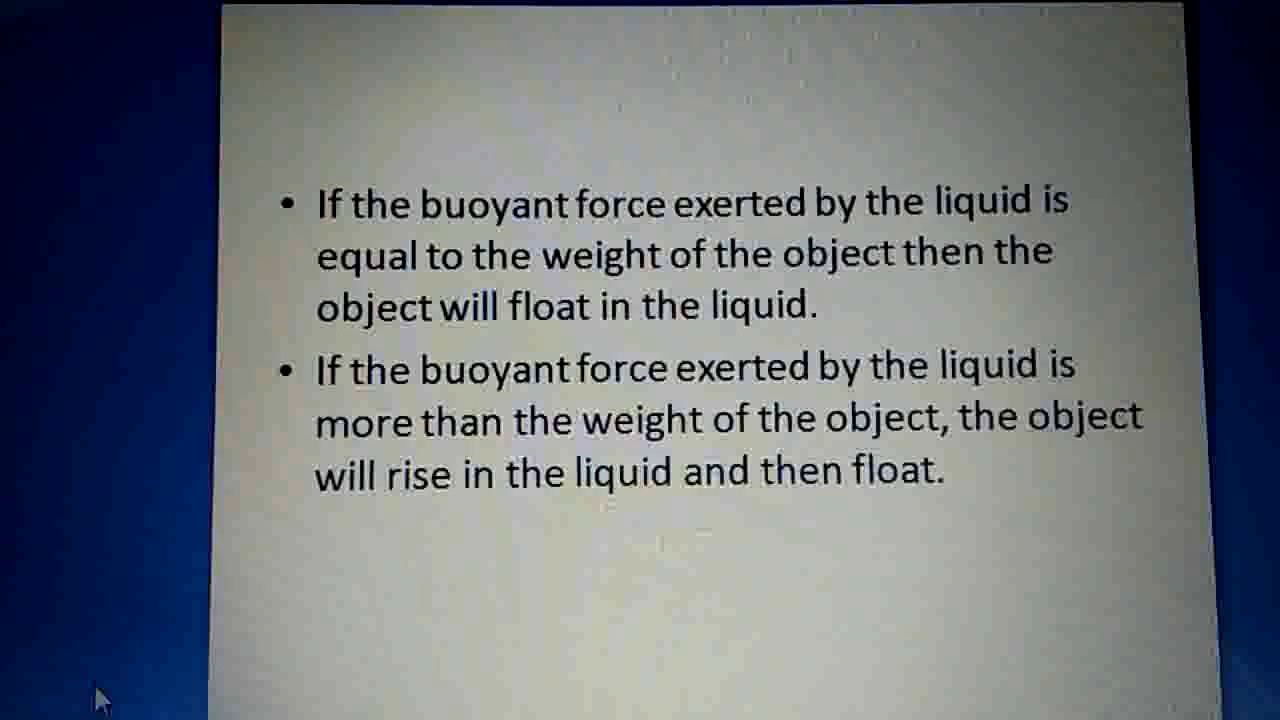 • If the buoyant force exerted by the liquid is
equal to the weight of the object then the
object will float in the liquid.
• If the buoyant force exerted by the liquid is
more than the weight of the object, the object
will rise in the liquid and then float.